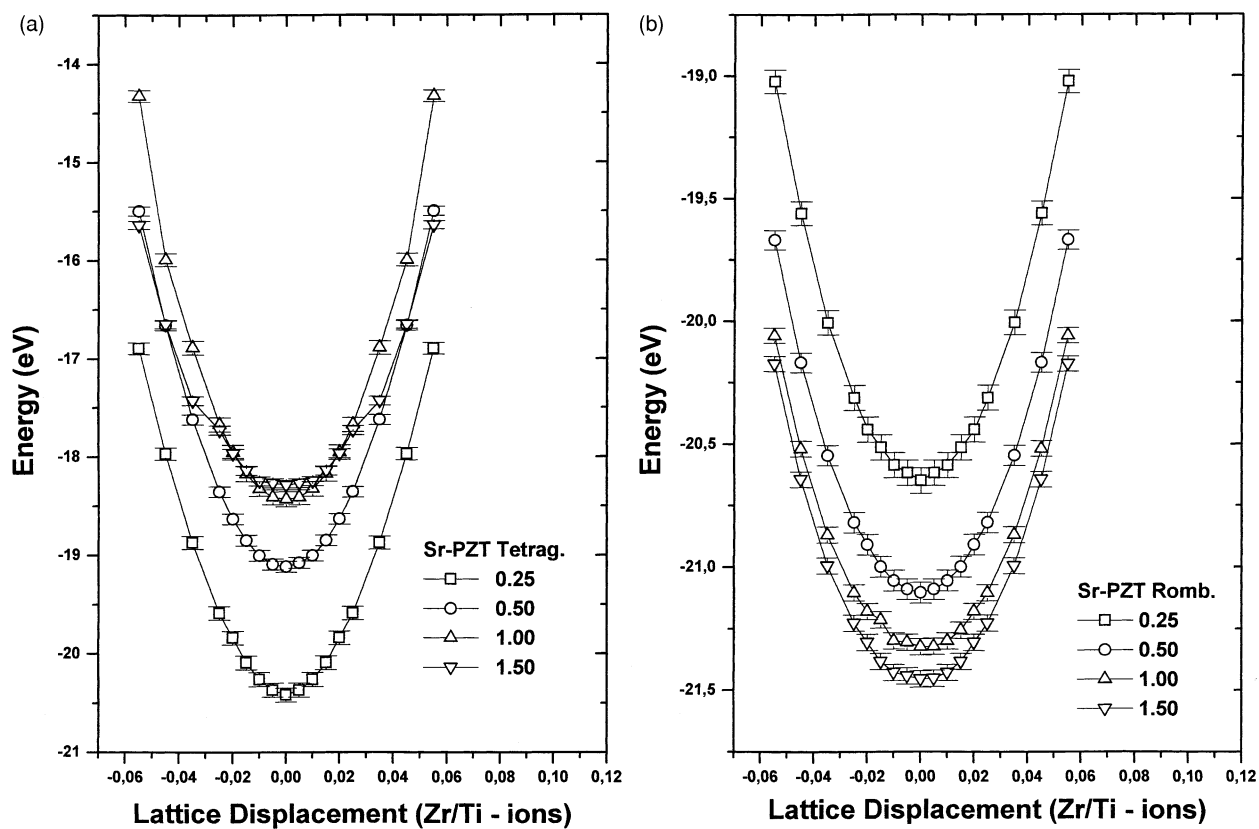 (a)
-14
-15
-16
-17
-18
-19
-20
-21
Energy (eV)
Sr-PZT Tetrag.
0.25
0.50
1.00
1.50
-0,06 -0,04 -0,02 0,00 0,02 0,04 0,06 0,08 0,10 0,12
Lattice Displacement (Zr/Ti - ions)
(b)
-19,0
-19,5
-20,0
-20,5
-21,0
-21,5
Energy (eV)
Sr-PZT Romb.
0.25
0.50
1.00
1.50
-0,06 -0,04 -0,02 0,00 0,02 0,04 0,06 0,08 0,10 0,12
Lattice Displacement (Zr/Ti - ions)